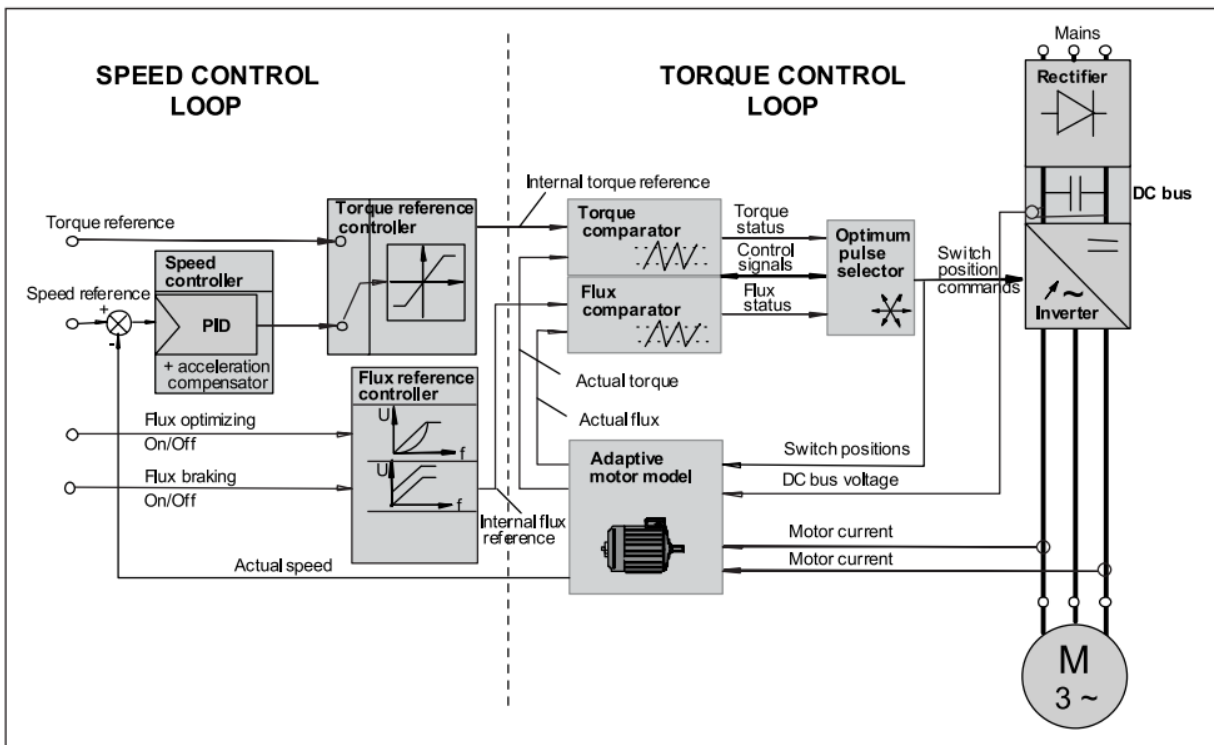 SPEED CONTROL
LOOP
TORQUE CONTROL
LOOP
Mains
Rectifier
DC bus
Internal torque reference
Torque reference
Torque reference
controller
Torque
comparator
Torque
status
Optimum
pulse
selector
Control
signals
Switch
position
commands
Speed
controller
Speed reference
+
-
PID
+ acceleration
compensator
Flux
comparator
Flux
status
~
Inverter
Flux reference
controller
Actual torque
Actual flux
Flux optimizing
On/Off
U
f
Flux braking
On/Off
U
f
Internal flux
reference
Adaptive
motor model
Switch positions
DC bus voltage
Motor current
Motor current
Actual speed
M
3 ~